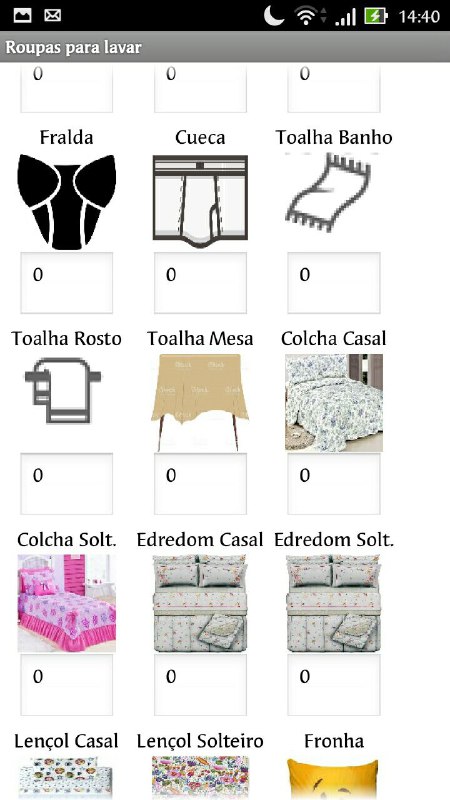 14:40
Roupas para lavar
0 0 0
Fralda Cueca Toalha Banho
0 0 0
Toalha Rosto Toalha Mesa Colcha Casal
0 0 0
Colcha Solt. Edredom Casal Edredom Solt.
0 0 0
Lençol Casal Lençol Solteiro Fronha